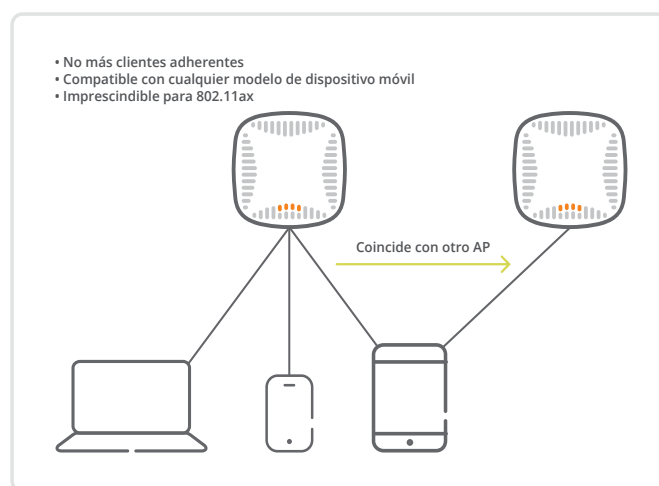 • No más clientes adherentes
• Compatible con cualquier modelo de dispositivo móvil
• Imprescindible para 802.11ax
Coincide con otro AP